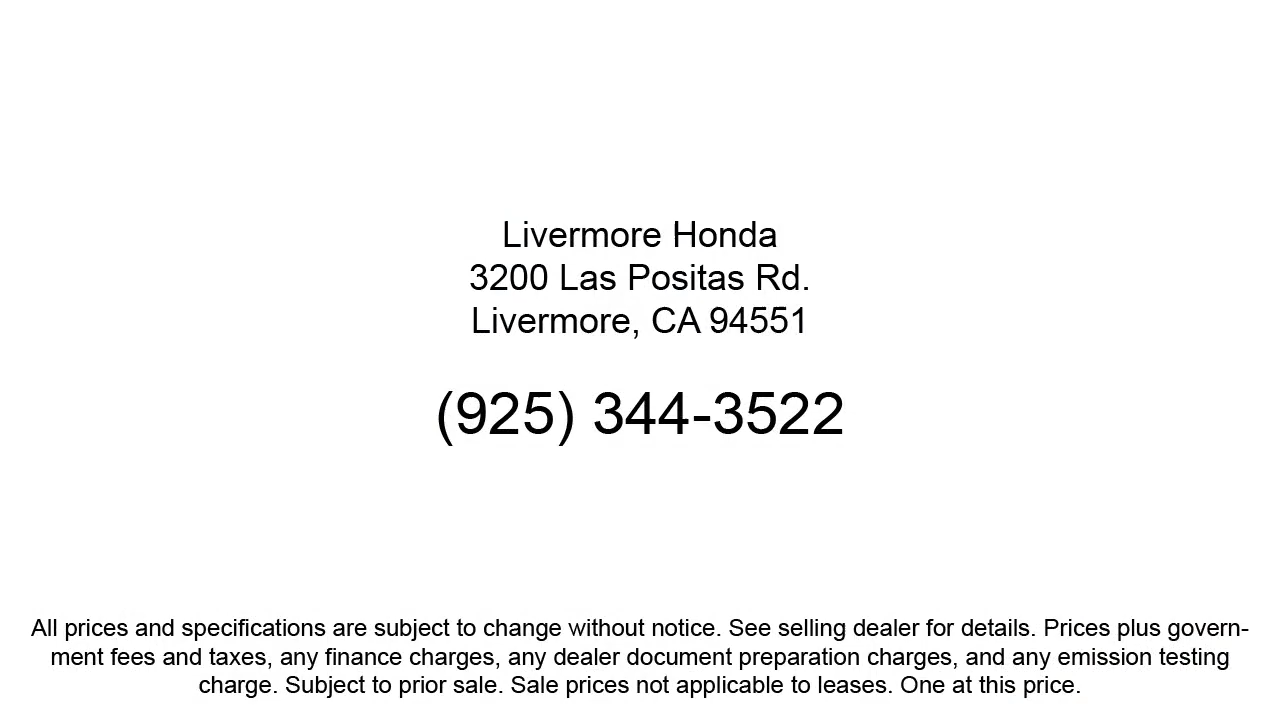 Livermore Honda
3200 Las Positas Rd.
Livermore, CA 94551
(925) 344-3522
All prices and specifications are subject to change without notice. See selling dealer for details. Prices plus govern-
ment fees and taxes, any finance charges, any dealer document preparation charges, and any emission testing
charge. Subject to prior sale. Sale prices not applicable to leases. One at this price.